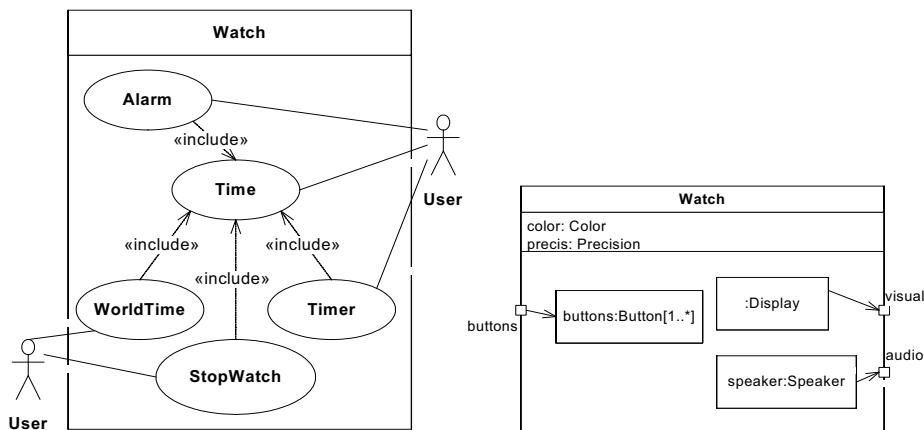 Watch
Alarm
«include»
Time
User
«include»
«include»
«include»
WorldTime
Timer
StopWatch
User
Watch
color: Color
precis: Precision
buttons
buttons:Button[1..*]
:Display
visual
audio
speaker:Speaker